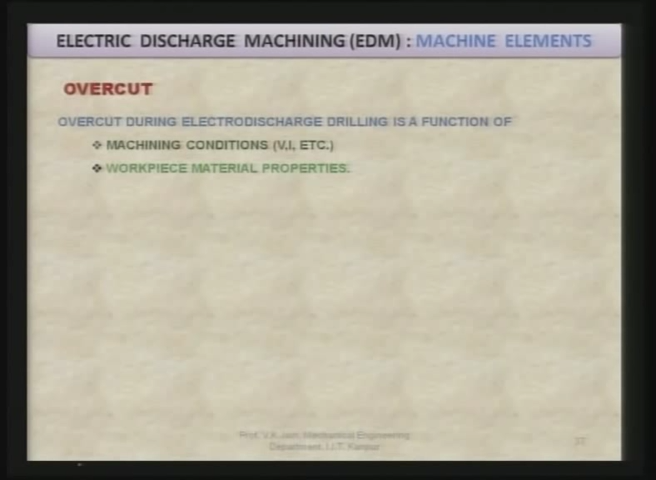 ELECTRIC DISCHARGE MACHINING (EDM) : MACHINE ELEMENTS
OVERCUT
OVERCUT DURING ELECTRODISCHARGE DRILLING IS A FUNCTION OF
❖ MACHINING CONDITIONS (V,I, ETC.)
❖ WORKPIECE MATERIAL PROPERTIES.
Prof. V.K.Jain, Mechanical Engineering
Department, I.I.T. Kanpur